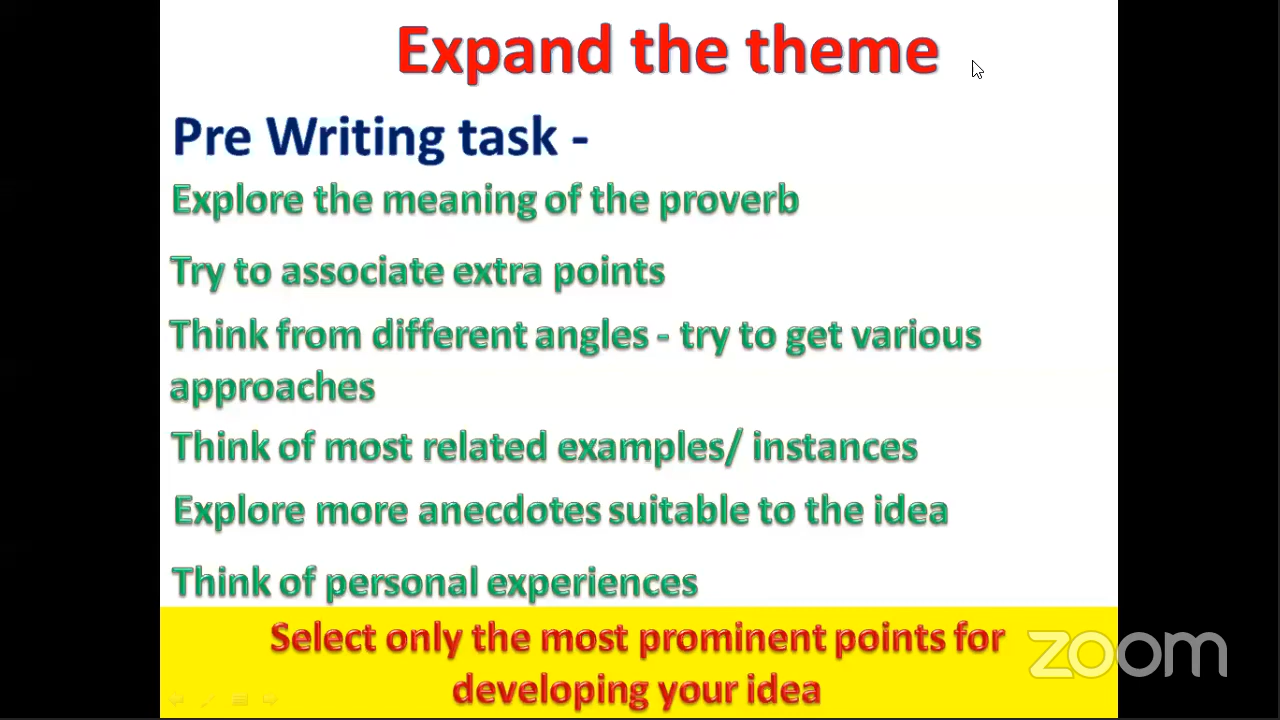 Expand the theme
Pre Writing task -
Explore the meaning of the proverb
Try to associate extra points
Think from different angles - try to get various
approaches
Think of most related examples/ instances
Explore more anecdotes suitable to the idea
Think of personal experiences
Select only the most prominent points for
developing your idea
zoom